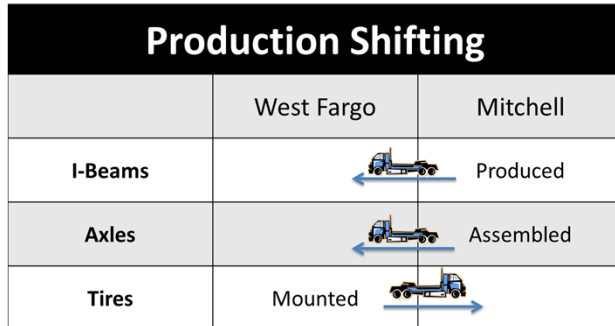 Production Shifting
West Fargo Mitchell
I-Beams Produced
Axles Assembled
Tires Mounted